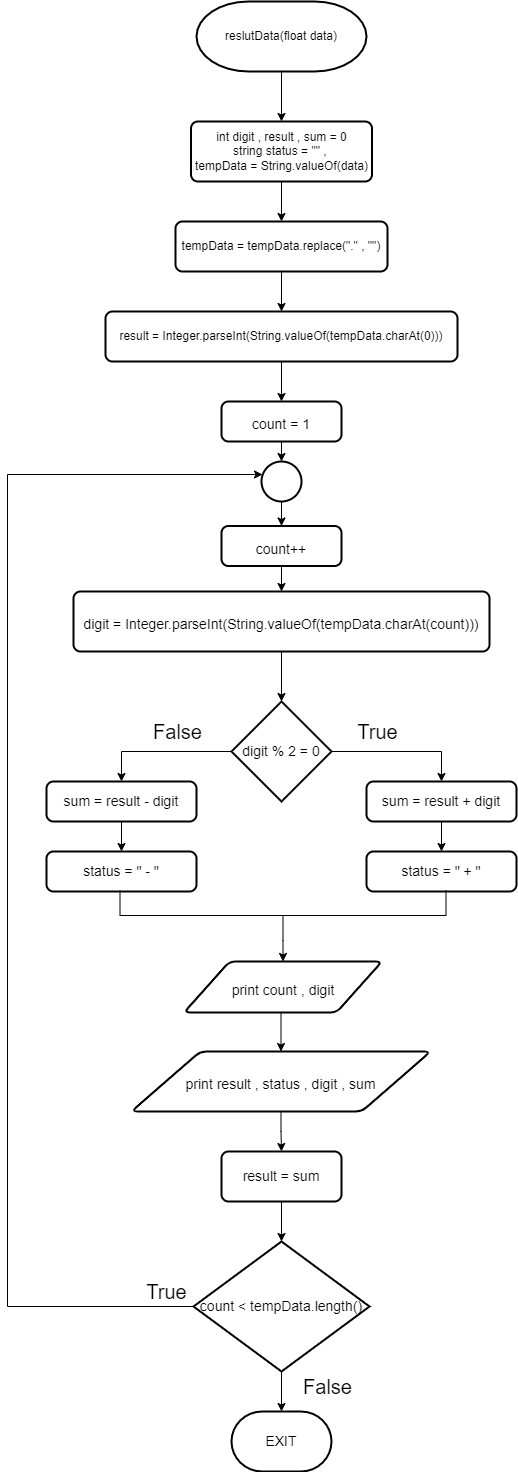 reslutData(float data)
int digit , result , sum = 0
string status = "" ,
tempData = String.valueOf(data)
tempData = tempData.replace("." , "")
result = Integer.parseInt(String.valueOf(tempData.charAt(0)))
count = 1
count++
digit = Integer.parseInt(String.valueOf(tempData.charAt(count)))
False
True
digit % 2 = 0
sum = result - digit
sum = result + digit
status = " - "
status = " + "
print count , digit
print result , status , digit , sum
result = sum
True
count < tempData.length()
False
EXIT